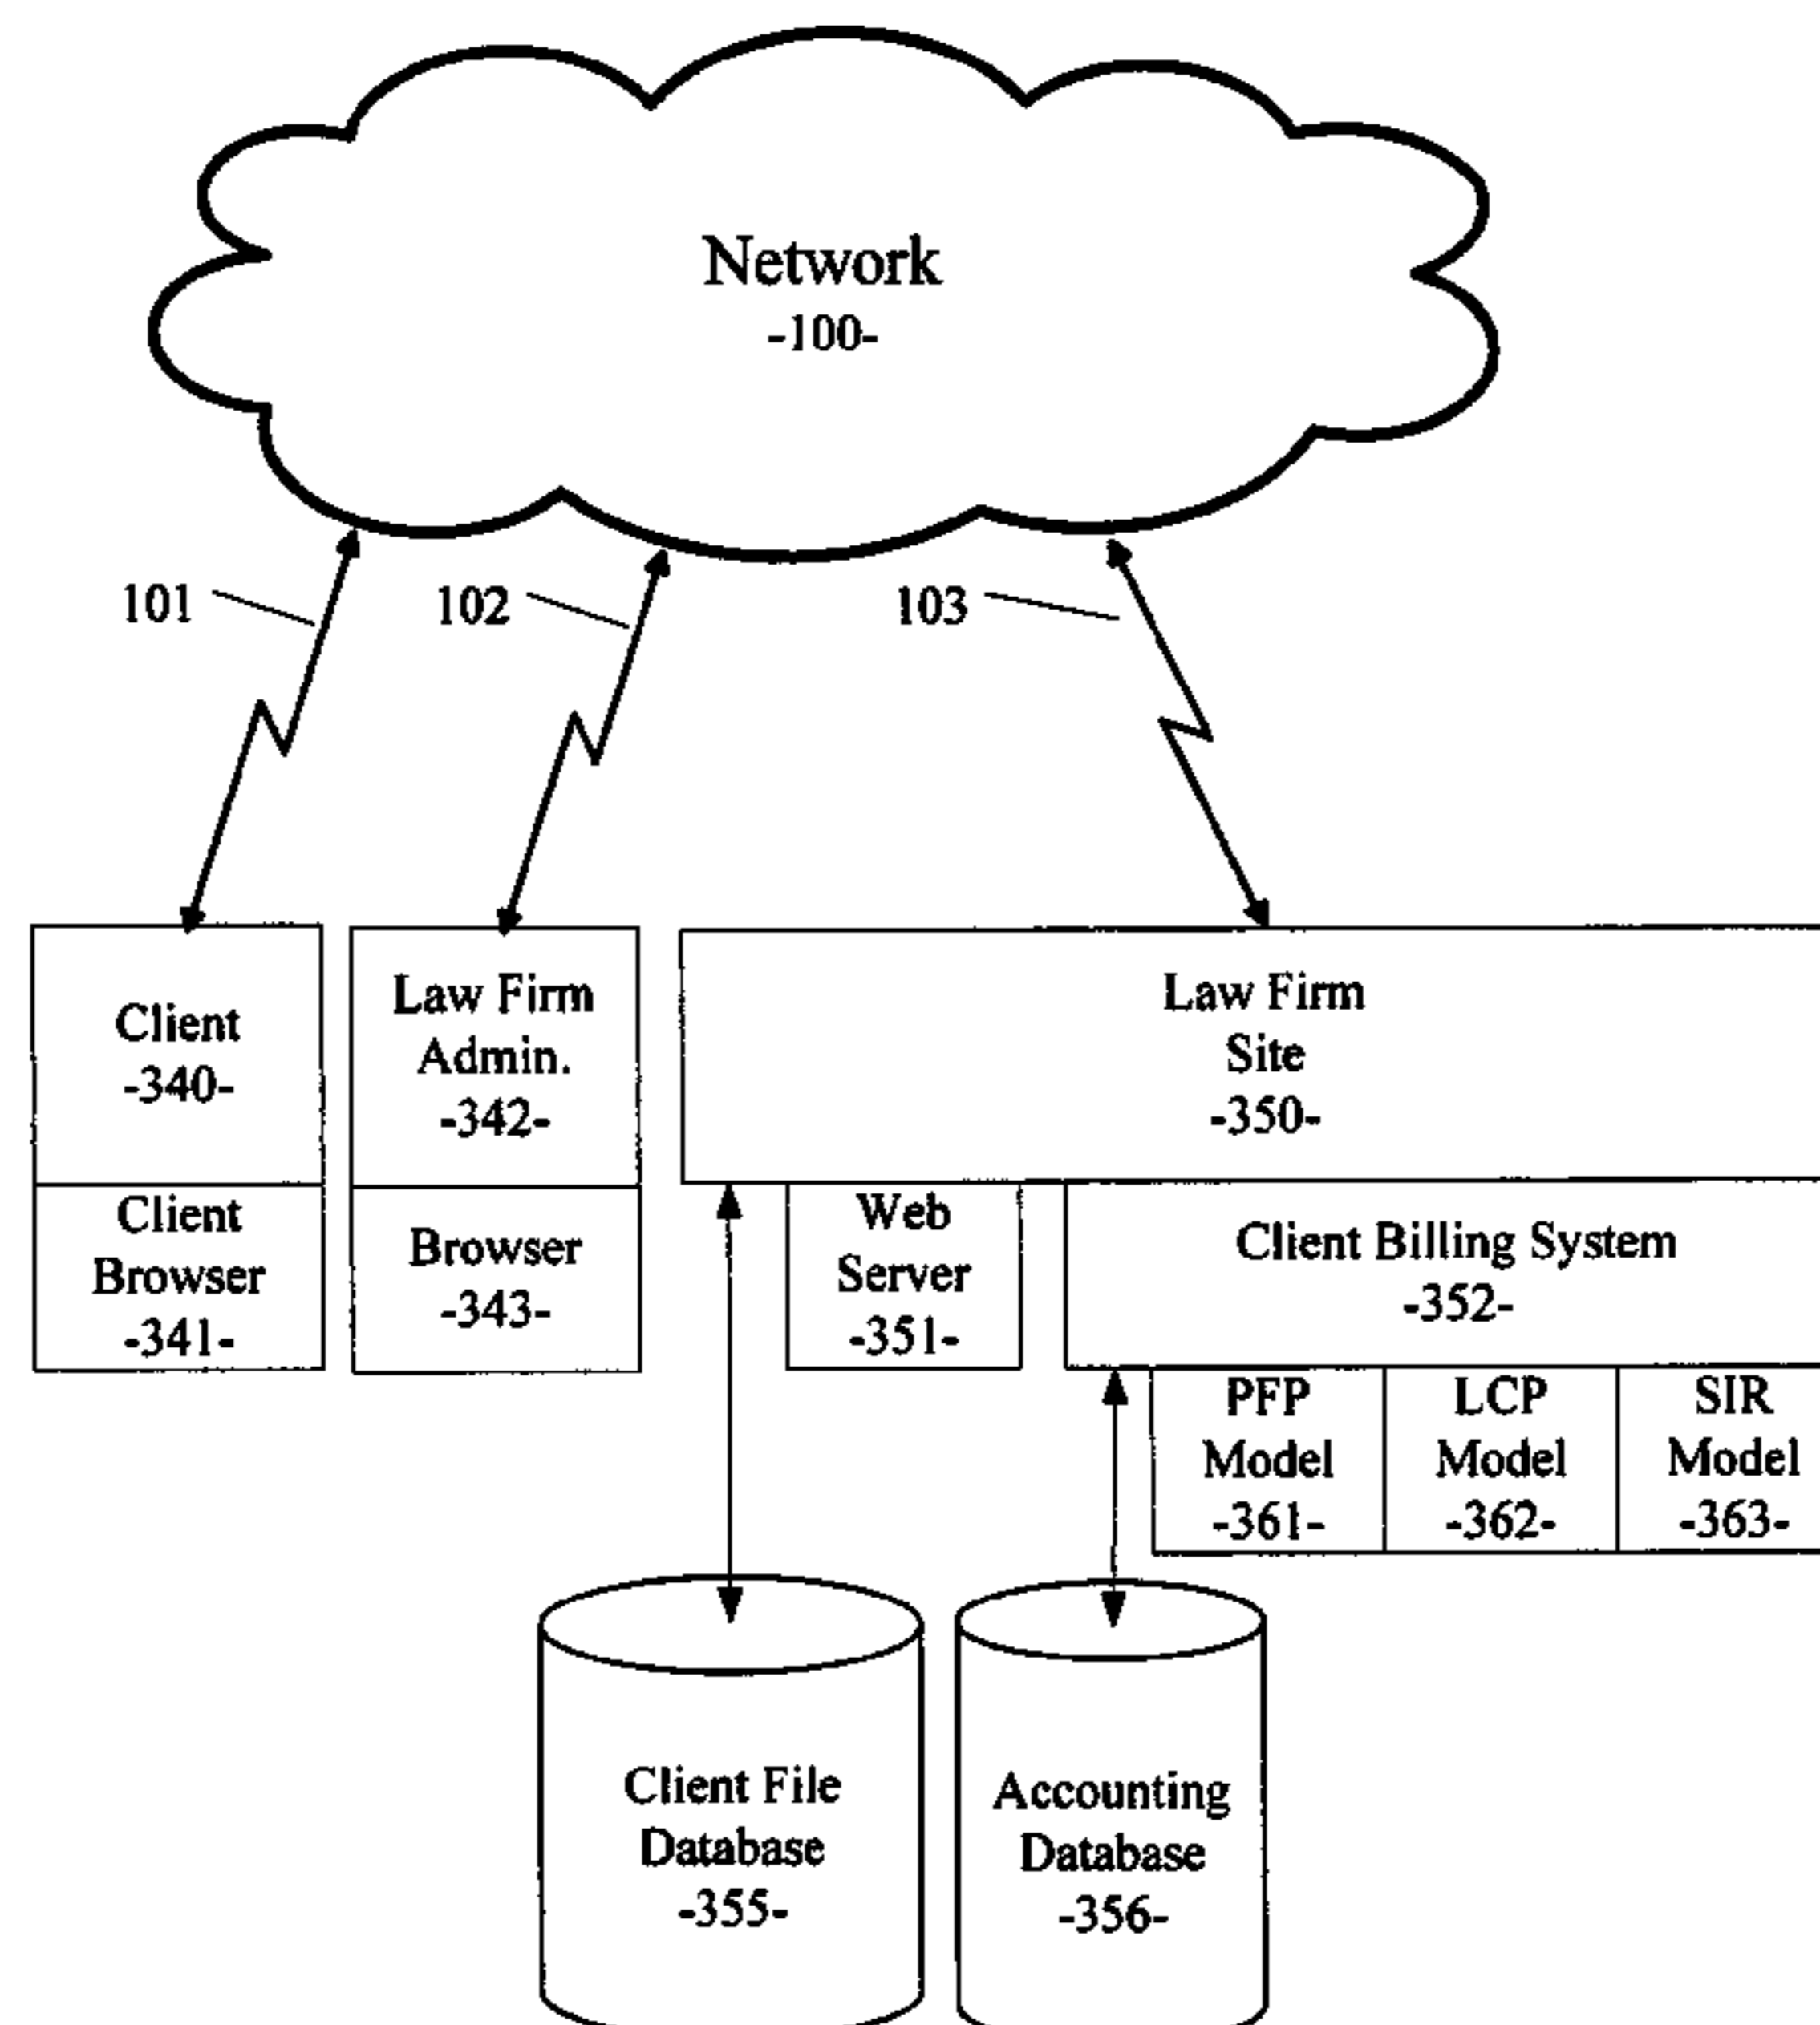 Network
-100-
101
102
103
Client
-340-
Client
Browser
-341-
Law Firm
Admin.
-342-
Browser
-343-
Law Firm
Site
-350-
Web
Server
-351-
Client Billing System
-352-
PFP
Model
-361-
LCP
Model
-362-
SIR
Model
-363-
Client File
Database
-355-
Accounting
Database
-356-